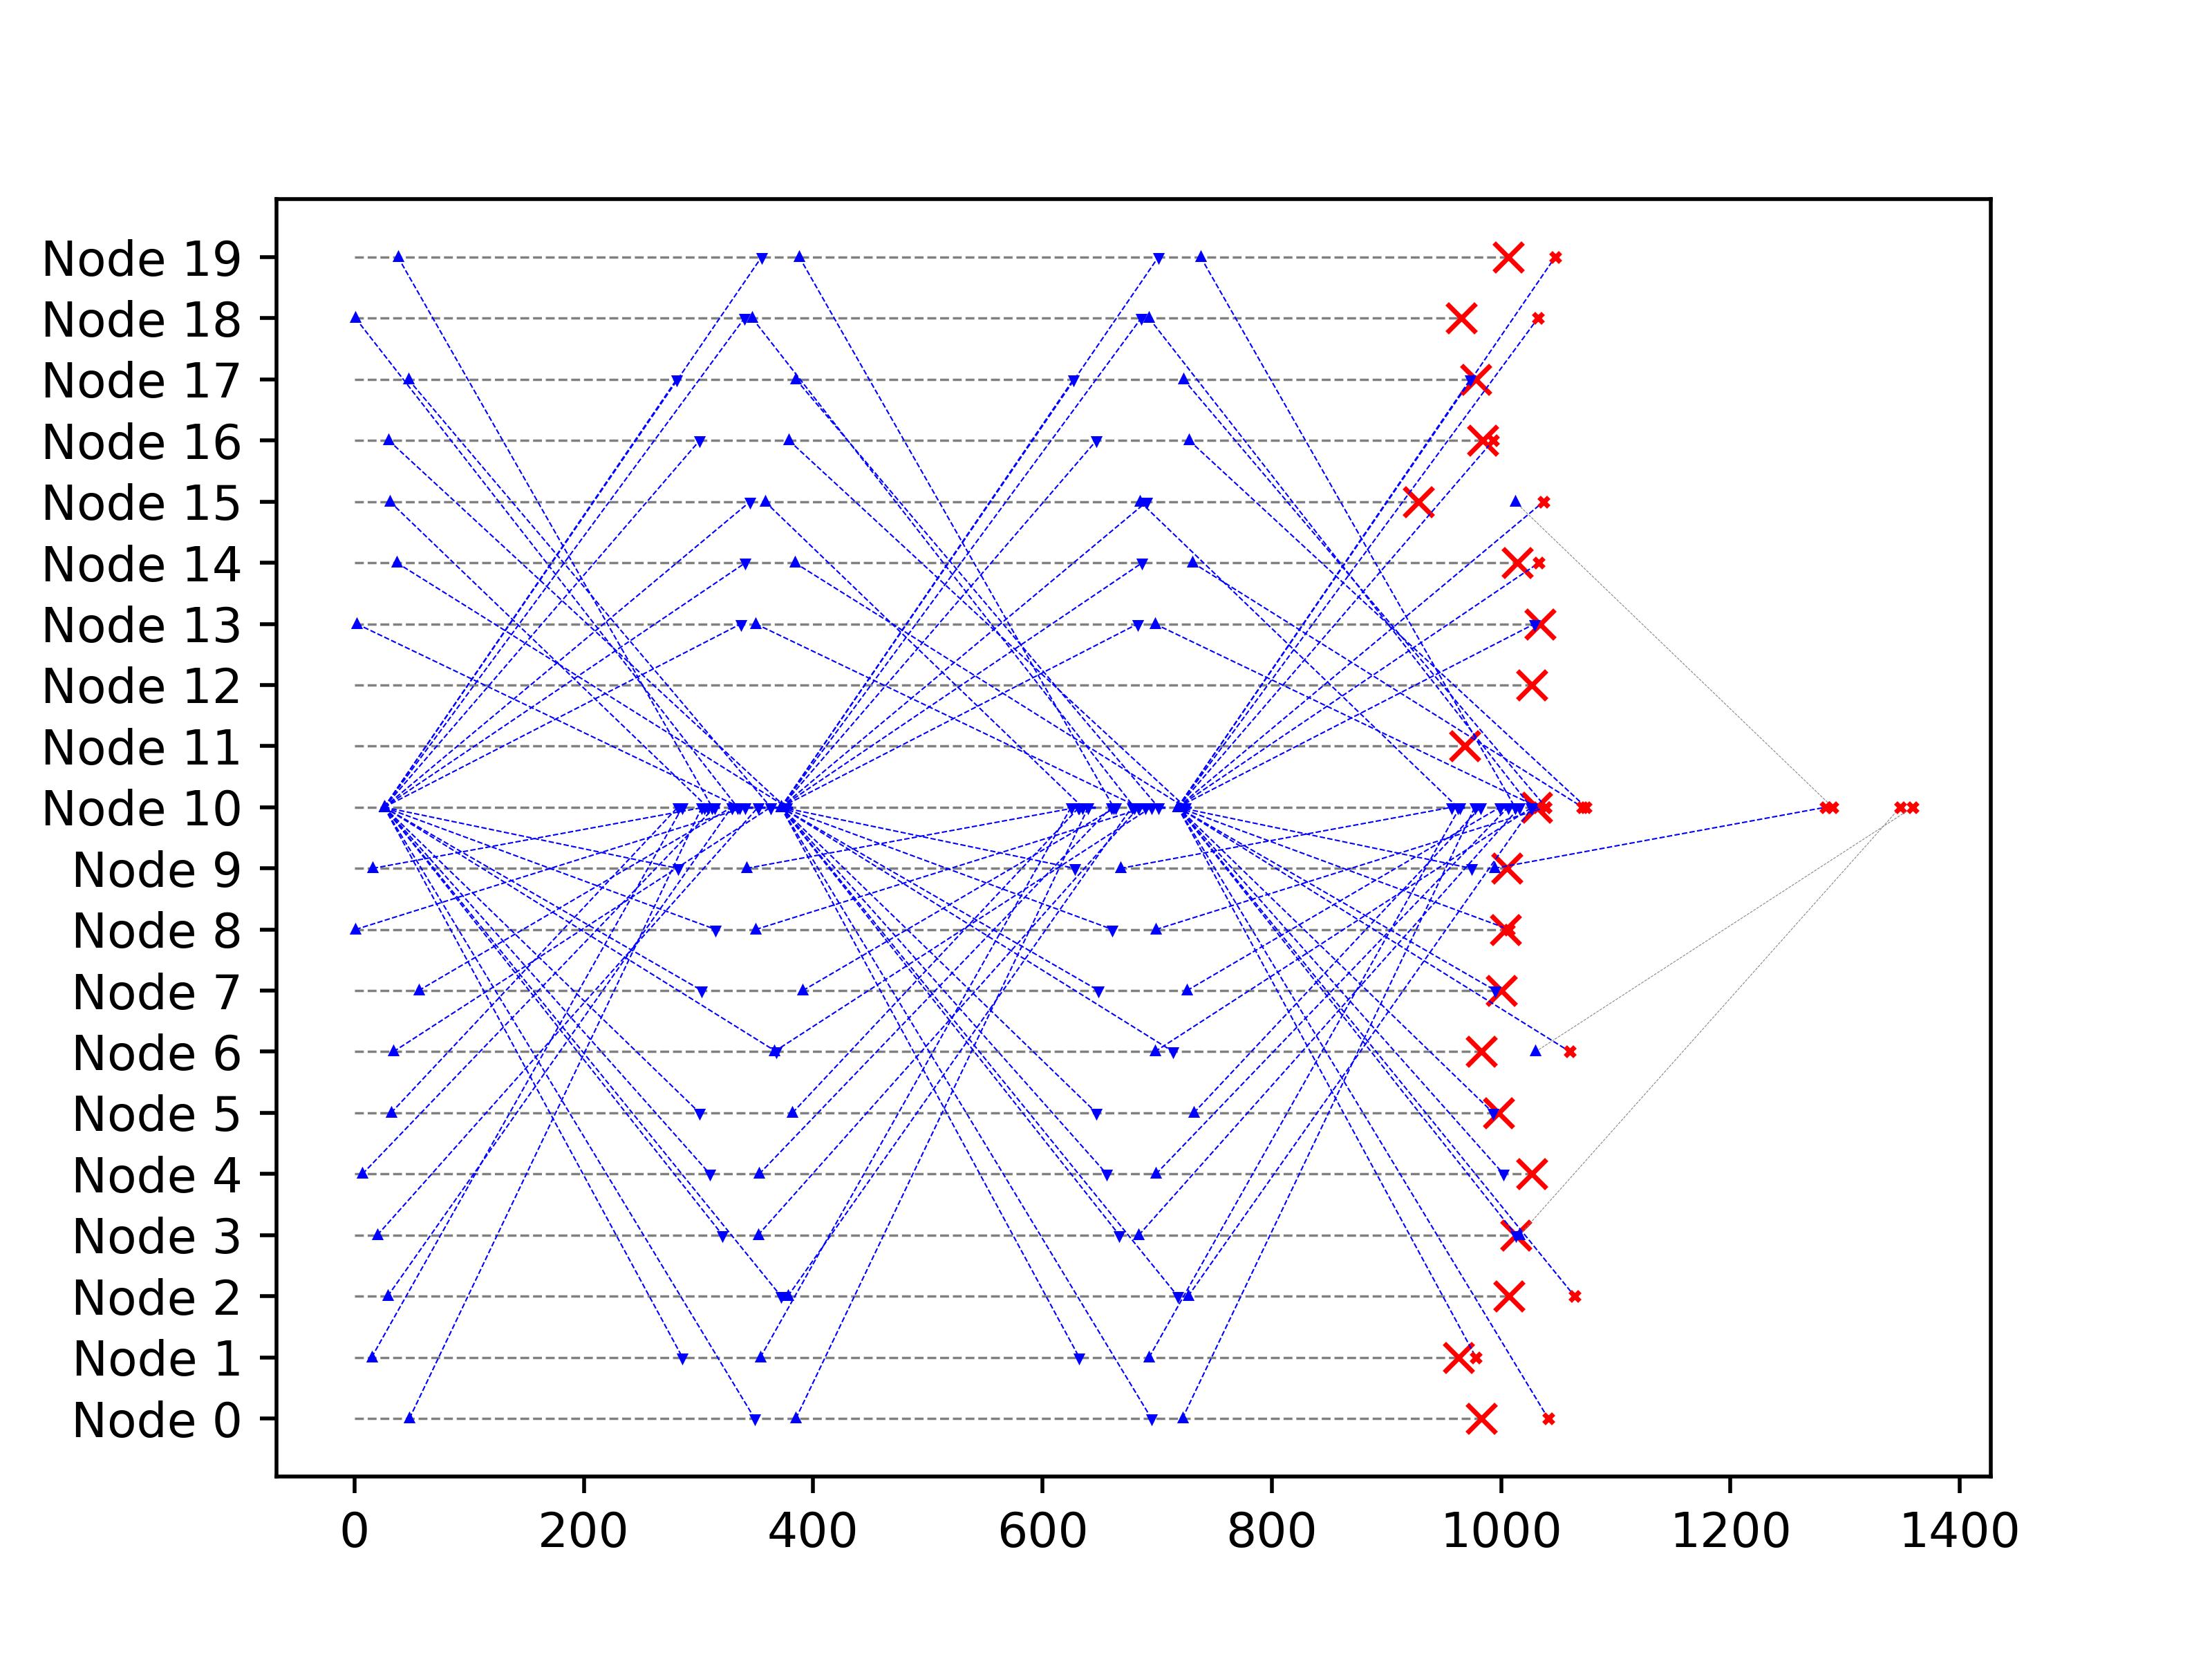 Node 19
Node 18
Node 17
Node 16
Node 15
Node 14
Node 13
Node 12
Node 11
Node 10
Node 9
Node 8
Node 7
Node 6
Node 5
Node 4
Node 3
Node 2
Node 1
Node 0
0 200 400 600 800 1000 1200 1400